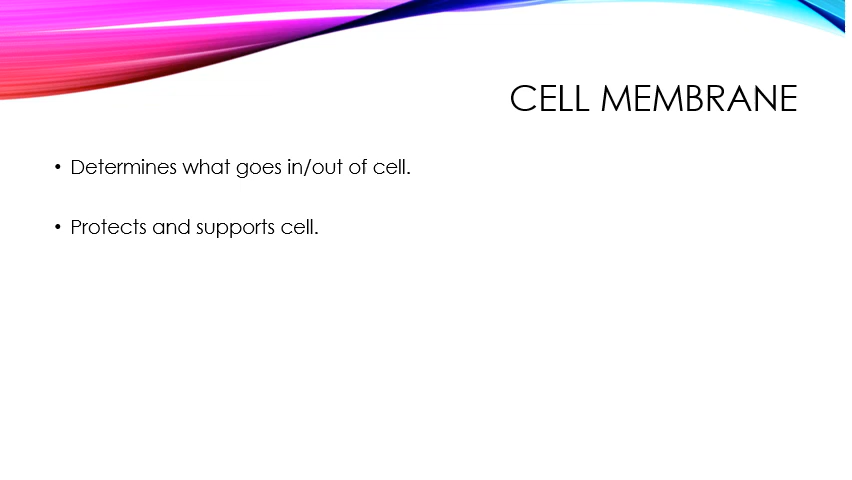 CELL MEMBRANE
• Determines what goes in/out of cell.
• Protects and supports cell.